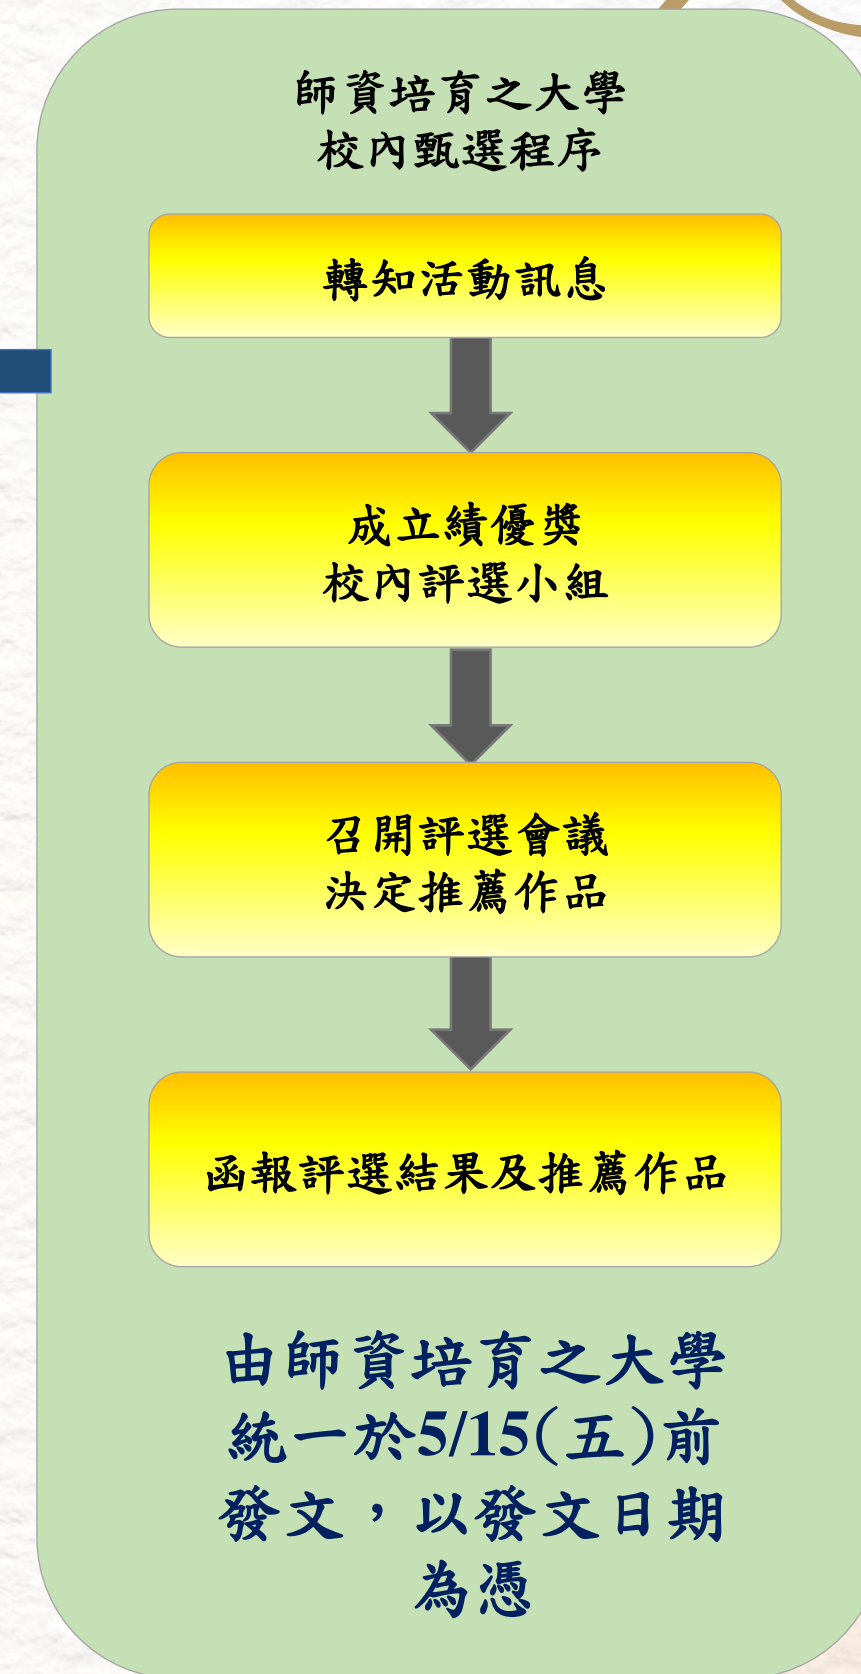 師資培育之大學
校內甄選程序
轉知活動訊息
成立績優獎
校內評選小組
召開評選會議
決定推薦作品
函報評選結果及推薦作品
由師資培育之大學
統一於5/15(五)前
發文，以發文日期
為憑